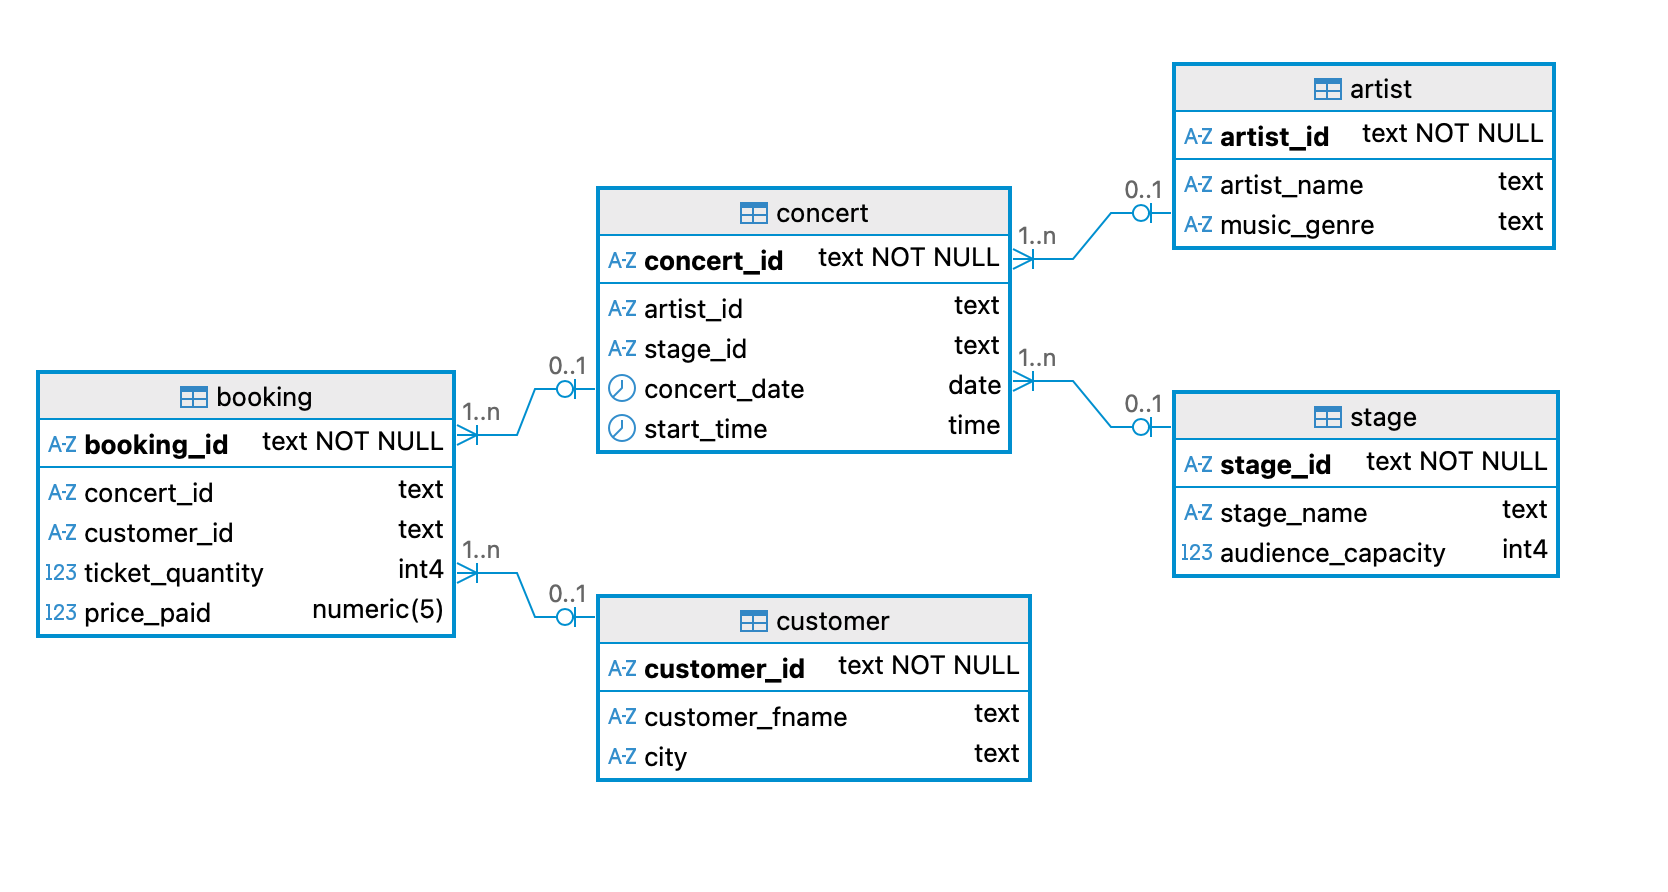 artist
A-Z artist_id text NOT NULL
A-Z artist_name text
A-Z music_genre text
0..1
1..n
concert
A-Z concert_id text NOT NULL
A-Z artist_id text
A-Z stage_id text
concert_date date
start_time time
1..n
0..1
stage
A-Z stage_id text NOT NULL
A-Z stage_name text
123 audience_capacity int4
0..1
1..n
booking
A-Z booking_id text NOT NULL
A-Z concert_id text
A-Z customer_id text
123 ticket_quantity int4
123 price_paid numeric(5)
1..n
0..1
customer
A-Z customer_id text NOT NULL
A-Z customer_fname text
A-Z city text